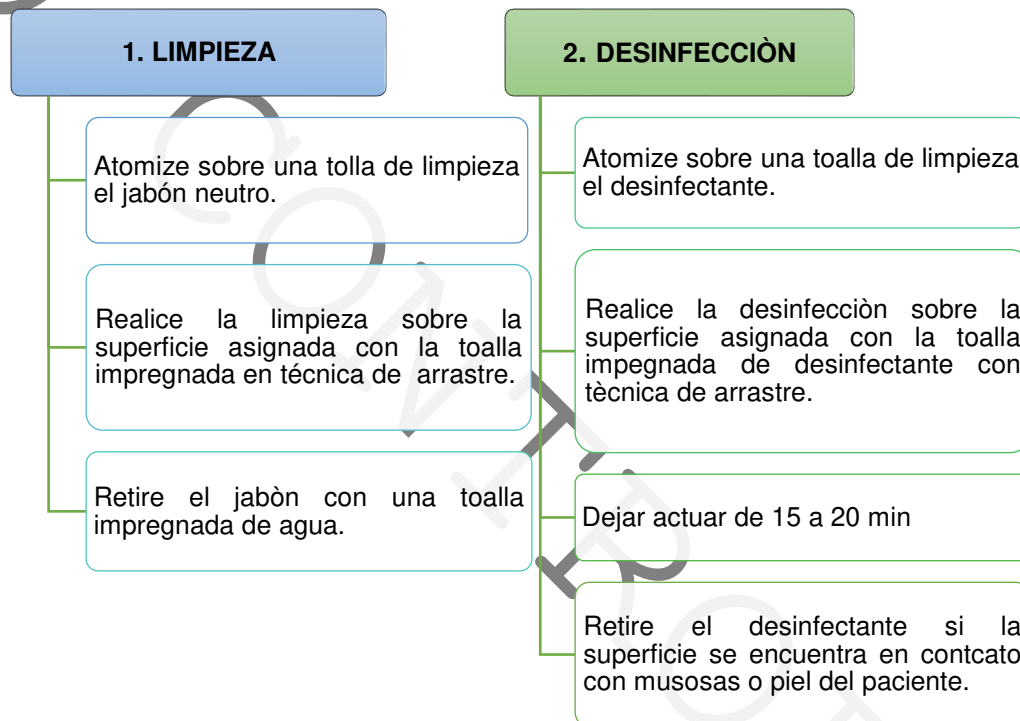 1. LIMPIEZA
Atomize sobre una tolla de limpieza
el jabón neutro.
Realice la limpieza sobre la
superficie asignada con la toalla
impregnada en técnica de arrastre.
Retire el jabòn con una toalla
impregnada de agua.
2. DESINFECCIÒN
Atomize sobre una toalla de limpieza
el desinfectante.
Realice la desinfecciòn sobre la
superficie asignada con la toalla
impegnada de desinfectante con
tècnica de arrastre.
Dejar actuar de 15 a 20 min
Retire el desinfectante si la
superficie se encuentra en contcato
con musosas o piel del paciente.
CONTRO